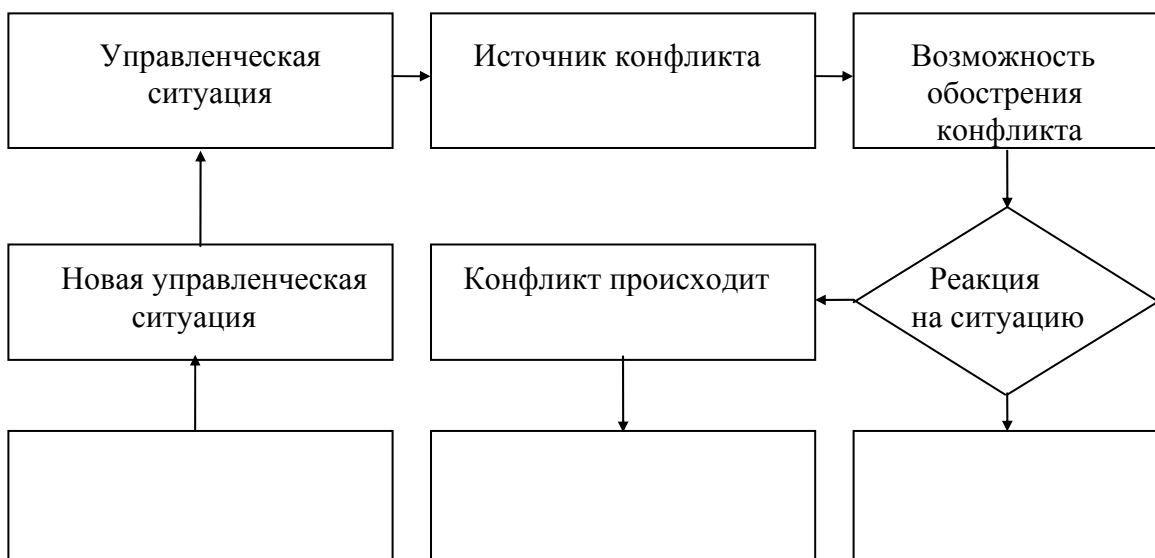 Управленческая
ситуация
Источник конфликта
Возможность
обострения
конфликта
Новая управленческая
ситуация
Конфликт происходит
Реакция
на ситуацию